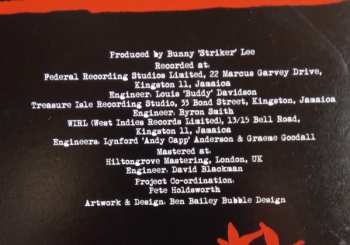 Produced by Bunny 'Striker' Lee
Recorded at:
Federal Recording Studios Limited, 22 Marcus Garvey Drive,
Kingston 11, Jamaica
Engineer: Louis 'Buddy' Davidson
Treasure Isle Recording Studio, 33 Bond Street, Kingston, Jamaica
Engineer: Byron Smith
WIRL (West Indies Records Limited, 13/15 Bell Road,
Kingston 11, Jamaica
Engineers: Lynford 'Andy Capp' Anderson & Graeme Goodall
Mastered at:
Hiltongrove Mastering, London, UK
Engineer: David Blackman
Project Co-ordination:
Pete Holdsworth
Artwork & Design: Ben Bailey Bubble Design